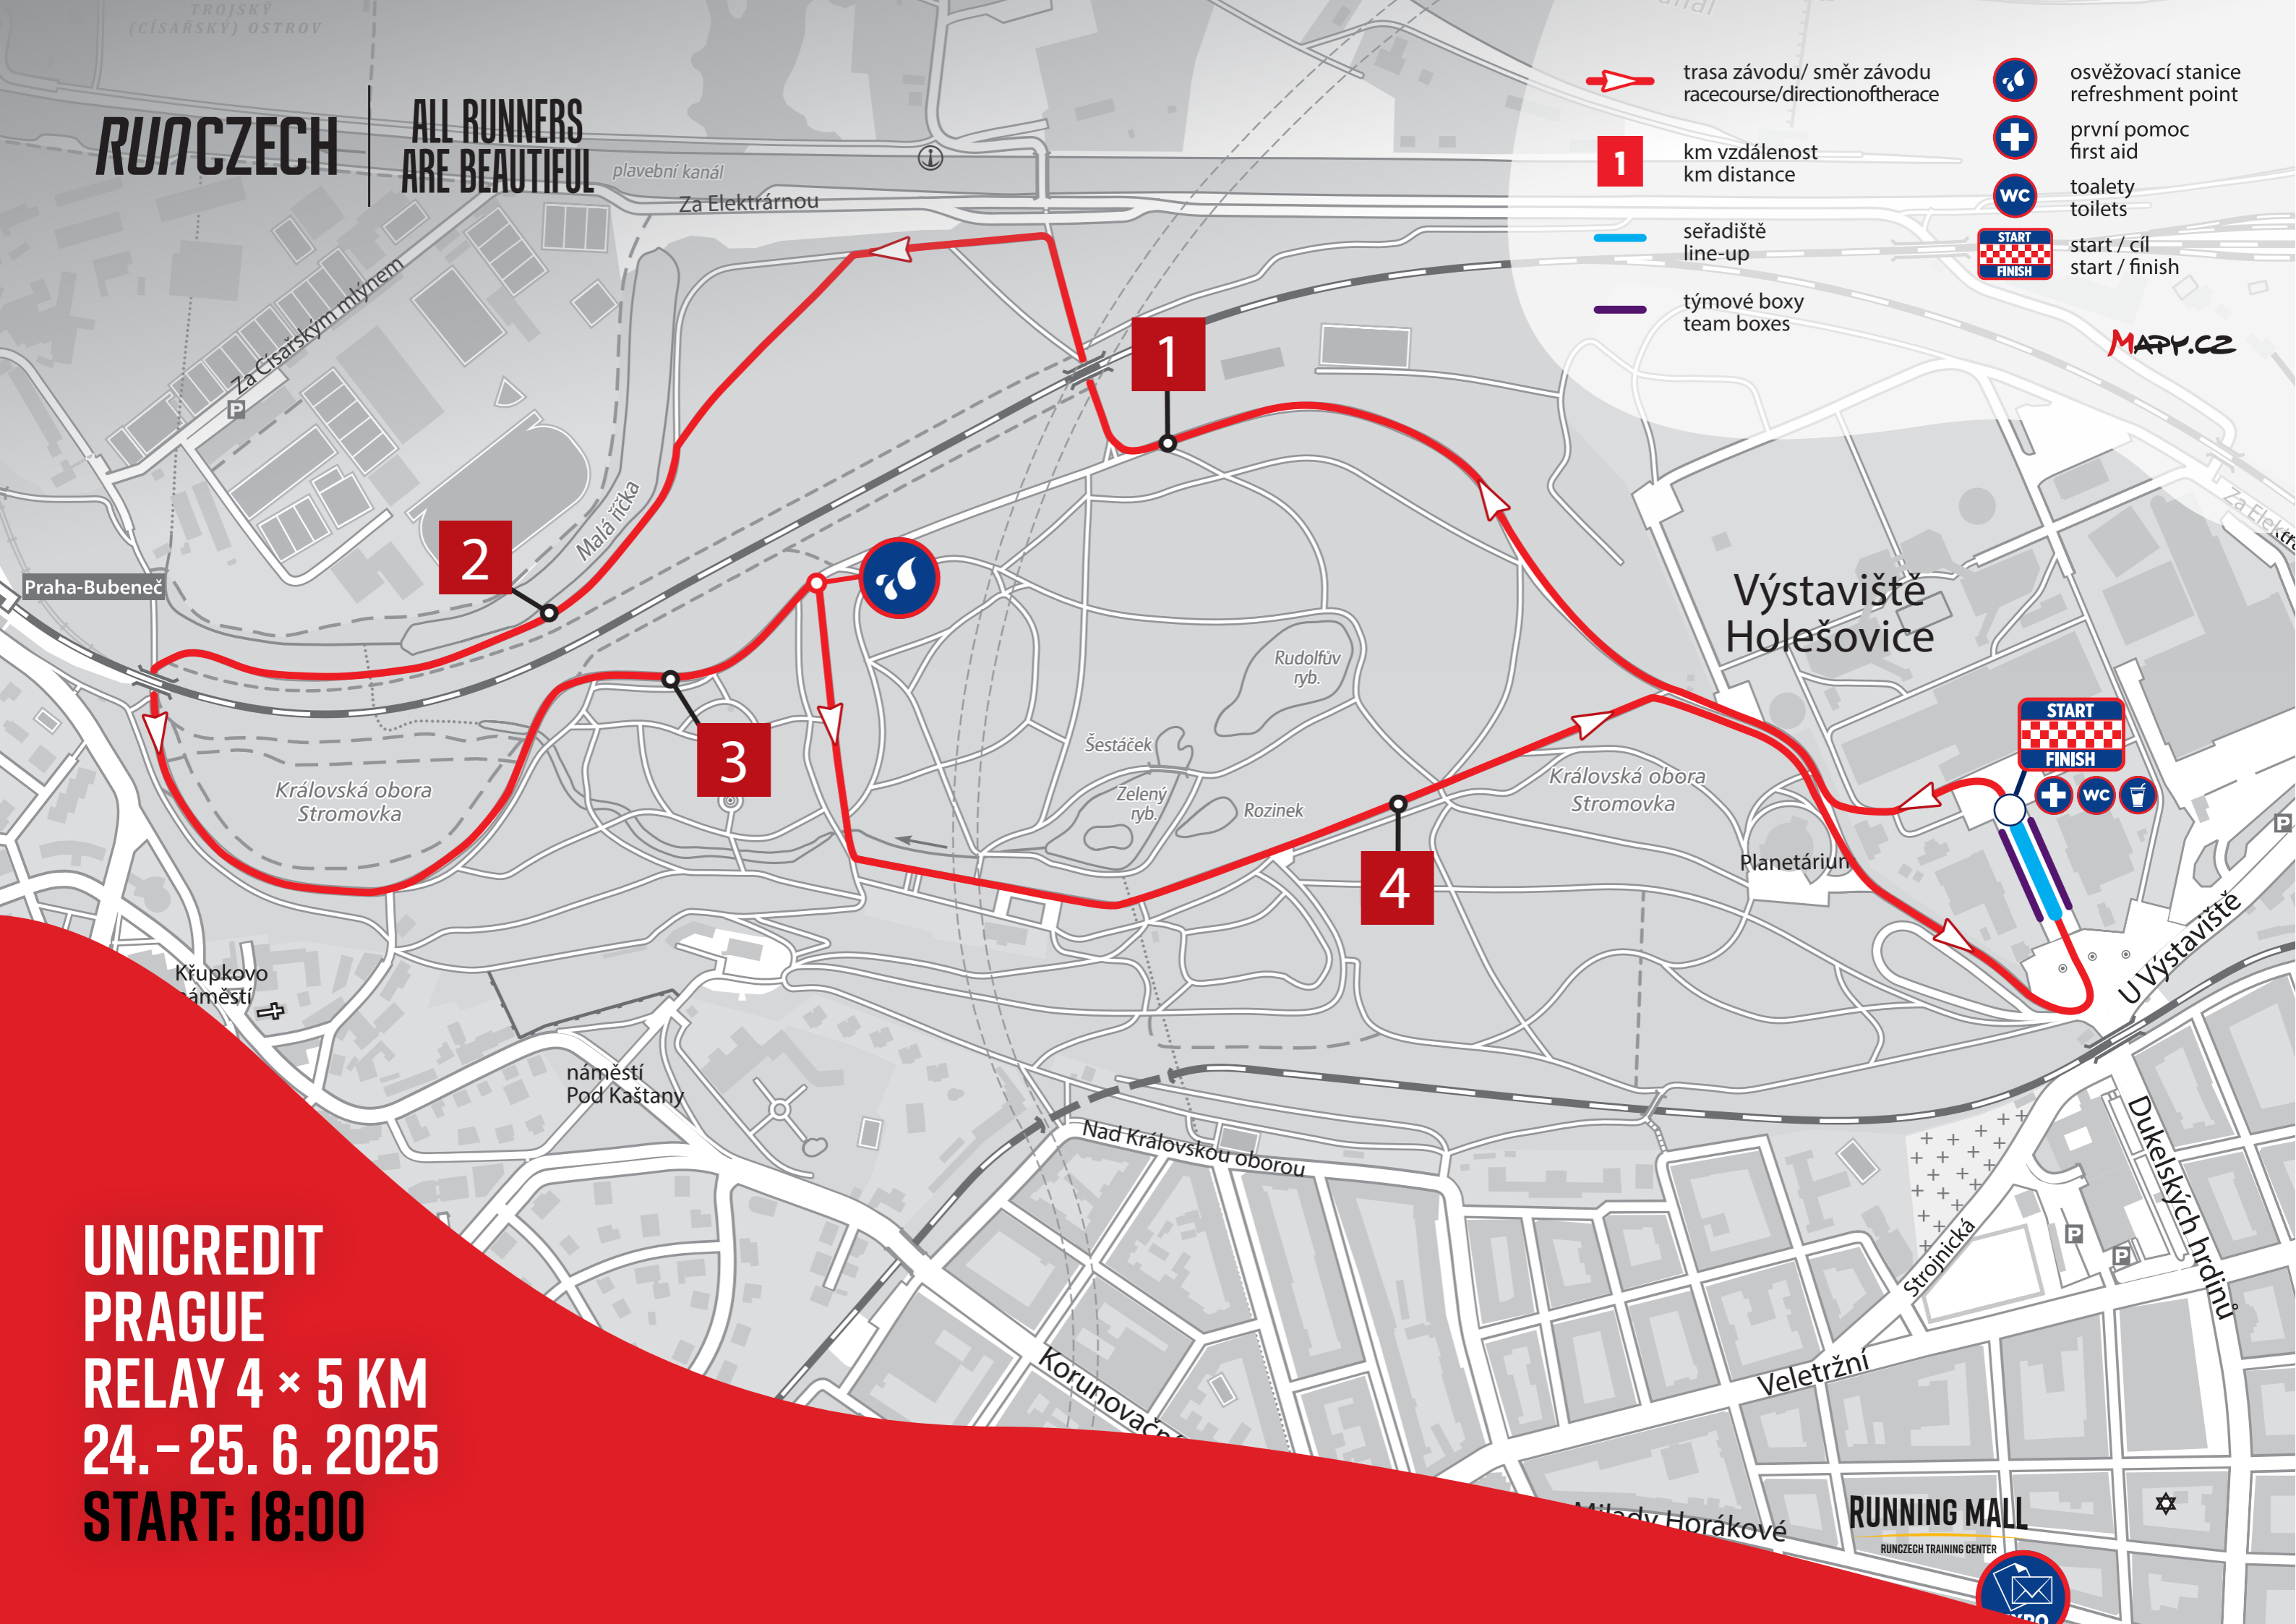 TROJSKÝ
(CÍSAŘSKÝ) OSTROV
RUNCZECH
ALL RUNNERS
ARE BEAUTIFUL
plavební kanál
Za Elektrárnou
trasa závodu/ směr závodu
racecourse/directionoftherace
1
km vzdálenost
km distance
seřadiště
line-up
týmové boxy
team boxes
osvěžovací stanice
refreshment point
první pomoc
first aid
WC
toalety
toilets
START
FINISH
start / cíl
start / finish
MAPY.CZ
Za Císařským mlýnem
P
1
Malá říčka
2
Praha-Bubeneč
Výstaviště
Holešovice
Rudolfův
ryb.
START
FINISH
WC
3
Šestáček
Zelený
ryb.
Rozinek
Královská obora
Stromovka
Královská obora
Stromovka
4
Planetárium
P
U Výstaviště
Křupkovo
náměstí
náměstí
Pod Kaštany
Nad Královskou oborou
Dukelských hrdinů
Strojnická
P
P
Veletržní
Korunovační
Milady Horákové
UNICREDIT
PRAGUE
RELAY 4 × 5 KM
24.–25. 6. 2025
START: 18:00
RUNNING MALL
RUNCZECH TRAINING CENTER